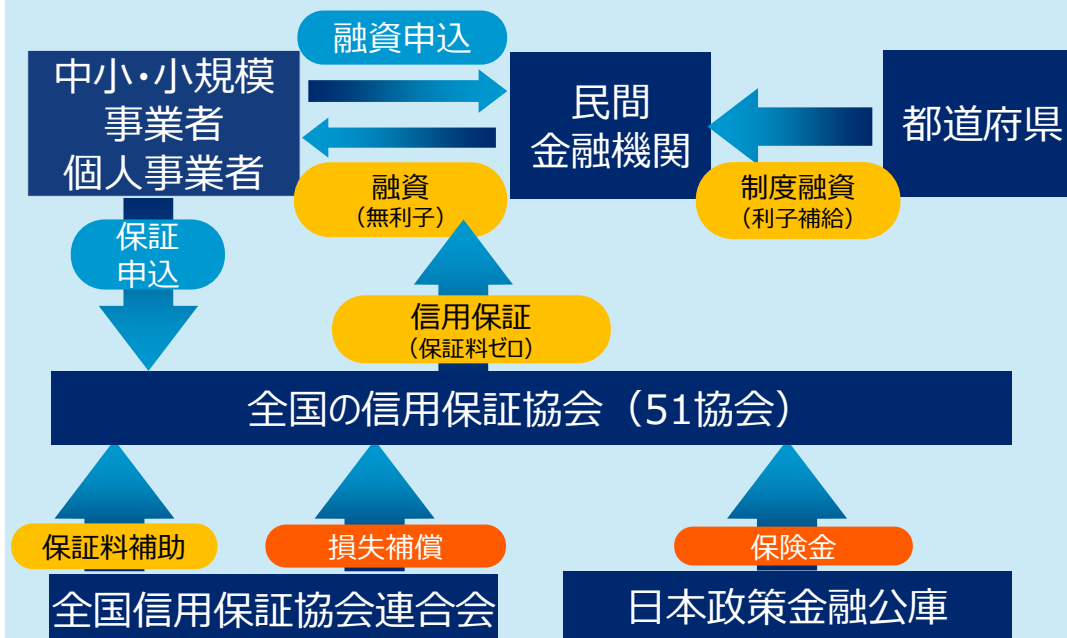 融資申込
中小・小規模
事業者
個人事業者
民間
金融機関
都道府県
融資
（無利子）
制度融資
（利子補給）
保証
申込
信用保証
（保証料ゼロ）
全国の信用保証協会（51協会）
保証料補助
損失補償
保険金
全国信用保証協会連合会
日本政策金融公庫